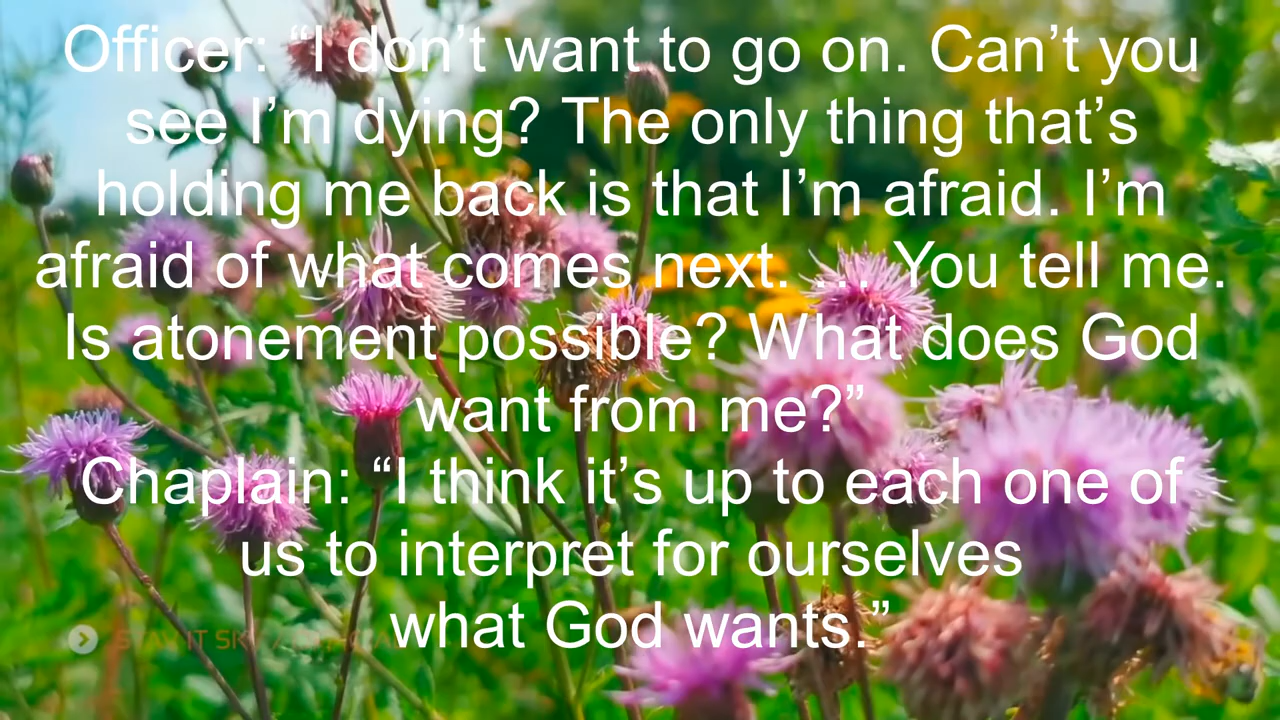 Officer: “I don’t want to go on. Can’t you
see I’m dying? The only thing that’s
holding me back is that I’m afraid. I’m
afraid of what comes next. … You tell me.
Is atonement possible? What does God
want from me?”
Chaplain: “I think it’s up to each one of
us to interpret for ourselves
what God wants.”